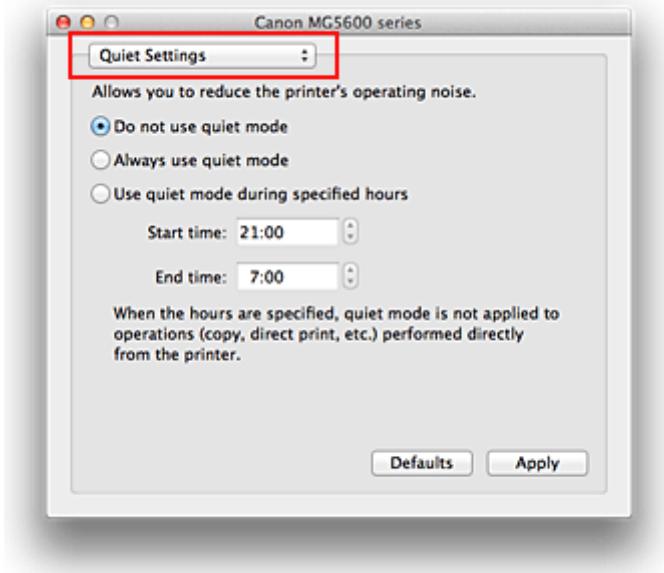 Canon MG5600 series
Quiet Settings
Allows you to reduce the printer's operating noise.
Do not use quiet mode
Always use quiet mode
Use quiet mode during specified hours
Start time: 21:00
End time: 7:00
When the hours are specified, quiet mode is not applied to
operations (copy, direct print, etc.) performed directly
from the printer.
Defaults Apply